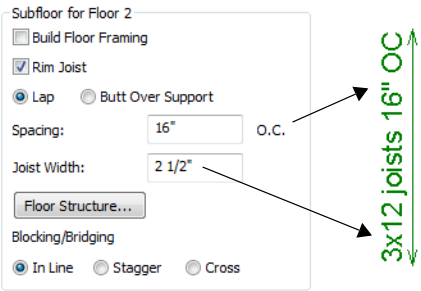 Subfloor for Floor 2
Build Floor Framing
Rim Joist
Lap Butt Over Support
Spacing: 16" O.C.
Joist Width: 2 1/2"
Floor Structure...
Blocking/Bridging
In Line Stagger Cross
3x12 joists 16" OC